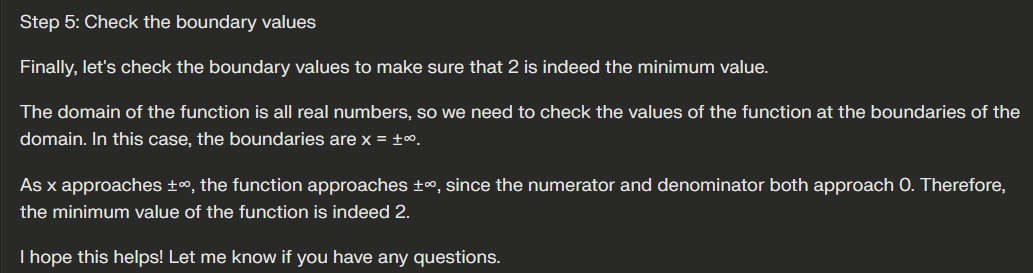 Step 5: Check the boundary values
Finally, let's check the boundary values to make sure that 2 is indeed the minimum value.
The domain of the function is all real numbers, so we need to check the values of the function at the boundaries of the
domain. In this case, the boundaries are x = ±∞.
As x approaches ±∞, the function approaches ±∞, since the numerator and denominator both approach 0. Therefore,
the minimum value of the function is indeed 2.
I hope this helps! Let me know if you have any questions.